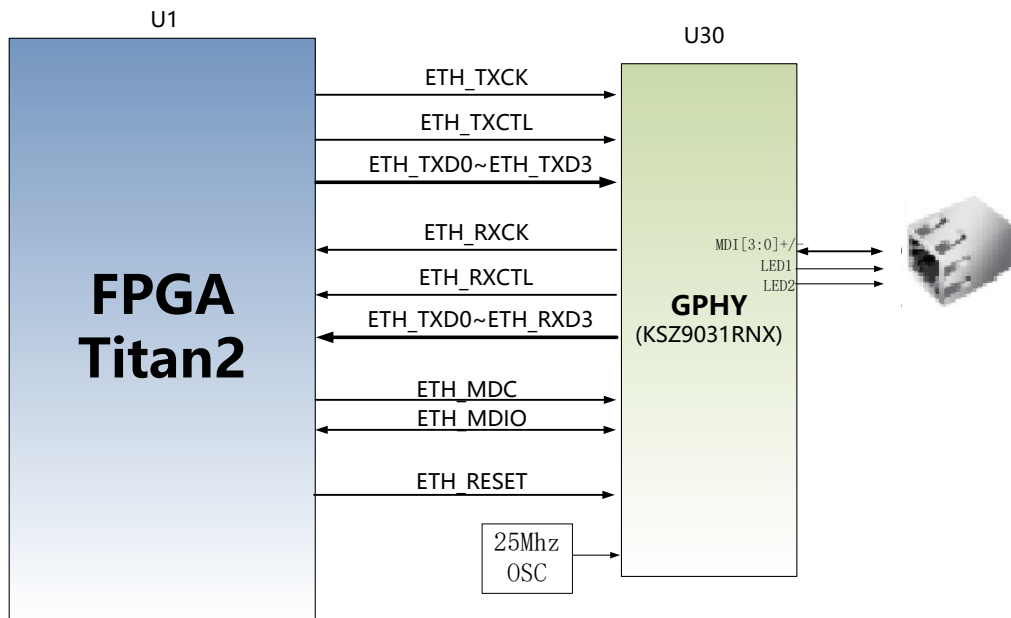 U1
U30
ETH_TXCK
ETH_TXCTL
ETH_TXD0~ETH_TXD3
ETH_RXCK
ETH_RXCTL
ETH_TXD0~ETH_RXD3
ETH_MDC
ETH_MDIO
ETH_RESET
FPGA
Titan2
25Mhz
OSC
MDI[3:0]+/-
LED1
LED2
GPHY
(KSZ9031RNX)